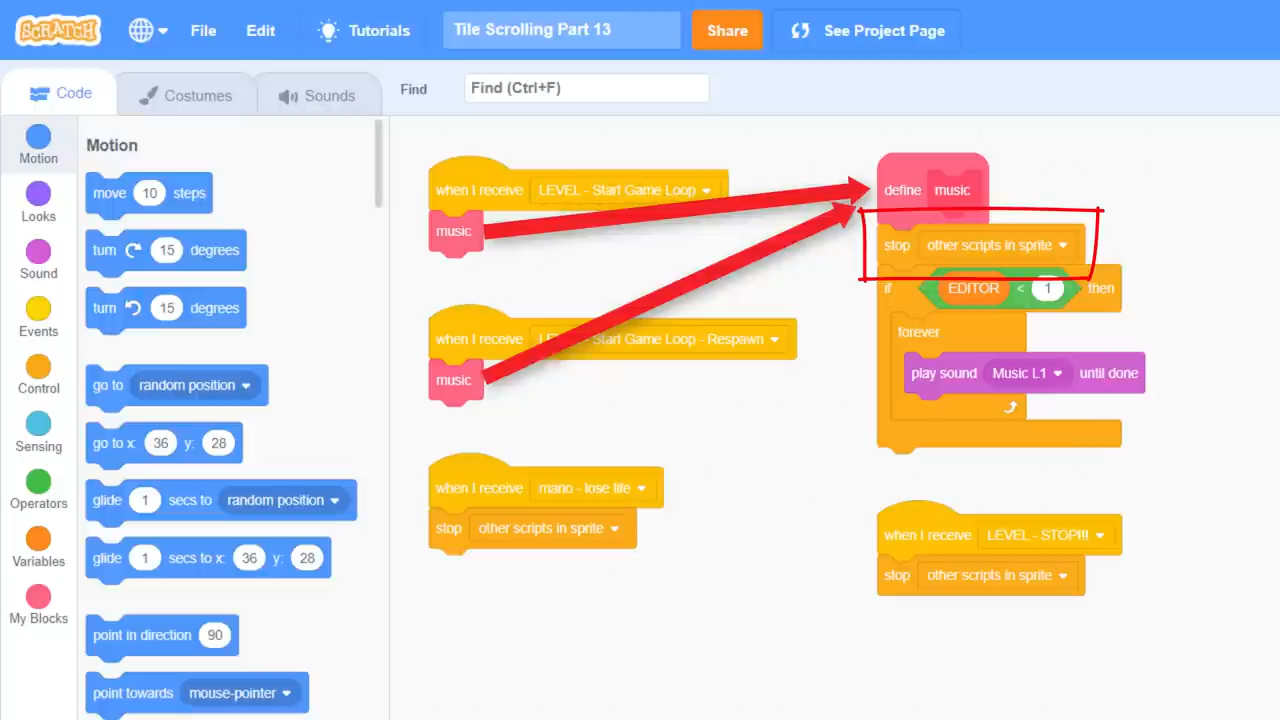 SCRATCH File Edit Tutorials Tile Scrolling Part 13 Share See Project Page
Code Costumes Sounds Find Find (Ctrl+F)
Motion
Looks
Sound
Events
Control
Sensing
Operators
Variables
My Blocks
Motion
move 10 steps
turn 15 degrees
turn 15 degrees
go to random position
go to x: 36 y: 28
glide 1 secs to random position
glide 1 secs to x: 36 y: 28
point in direction 90
point towards mouse-pointer
when I receive LEVEL - Start Game Loop
music
when I receive LEVEL - Start Game Loop - Respawn
music
when I receive mario - lose life
stop other scripts in sprite
define music
stop other scripts in sprite
if EDITOR < 1 then
forever
play sound Music L1 until done
when I receive LEVEL - STOP!!!
stop other scripts in sprite